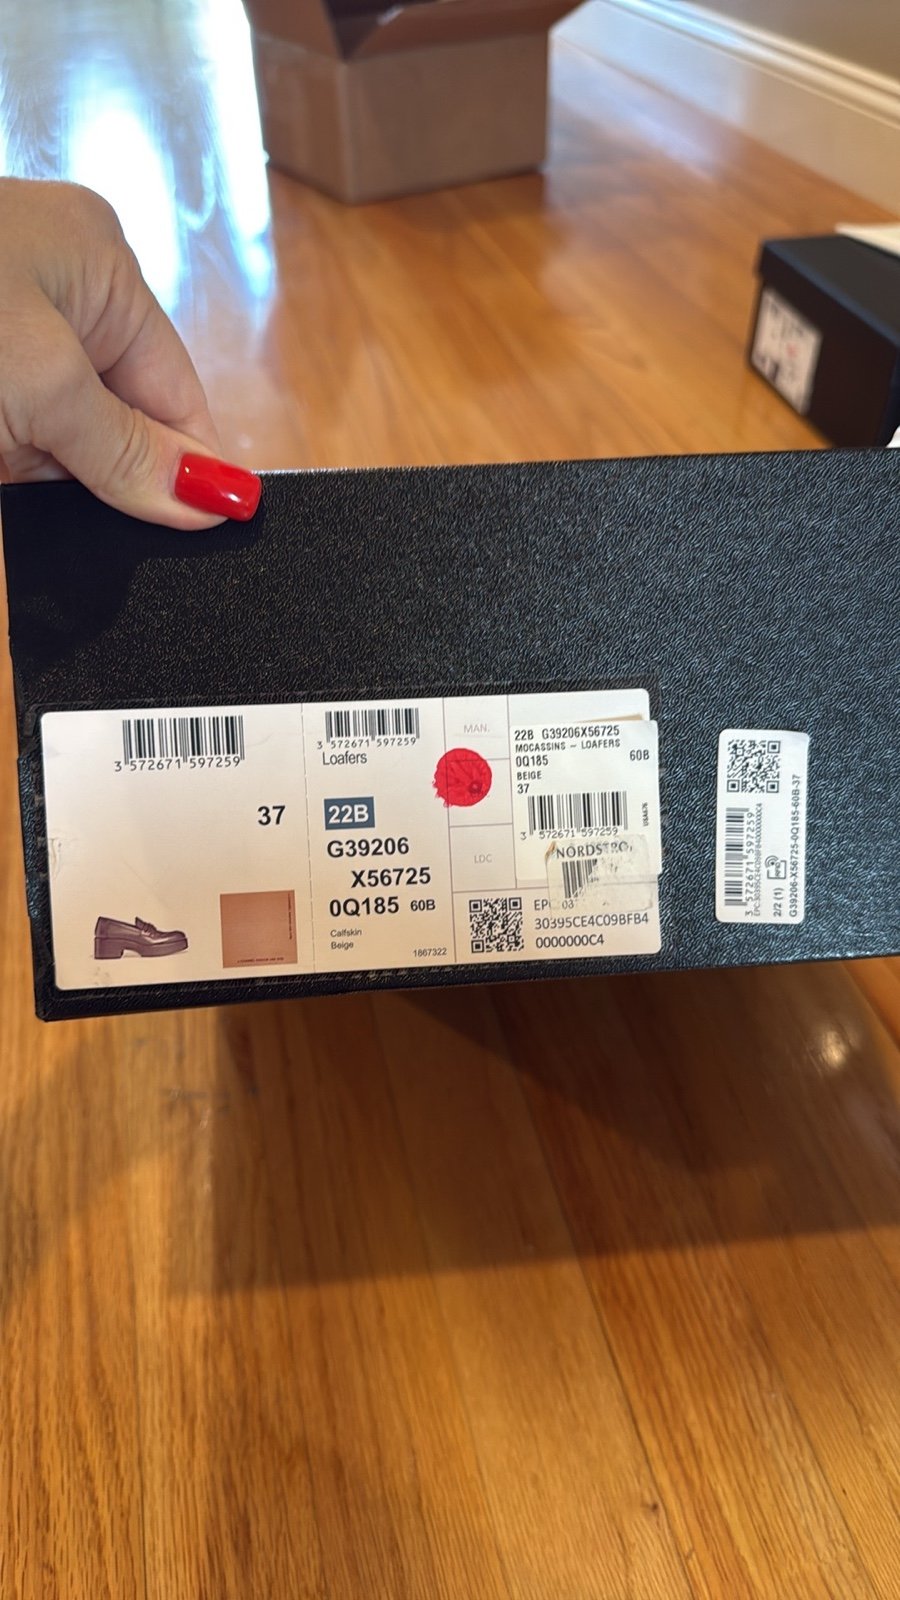 3 572671 597259
37
3 572671 597259
Loafers
22B
G39206
X56725
0Q185 60B
Calfskin
Beige
1867322
MAN.
LDC
22B G39206X56725
MOCASSINS - LOAFERS
0Q185 60B
BEIGE
37
3 572671 597259
USA676
NORDSTRO
30395CE4C09BFB4
0000000C4
3 572671 597259
2/2 (1)
G39206-X56725-0Q185-60B-37